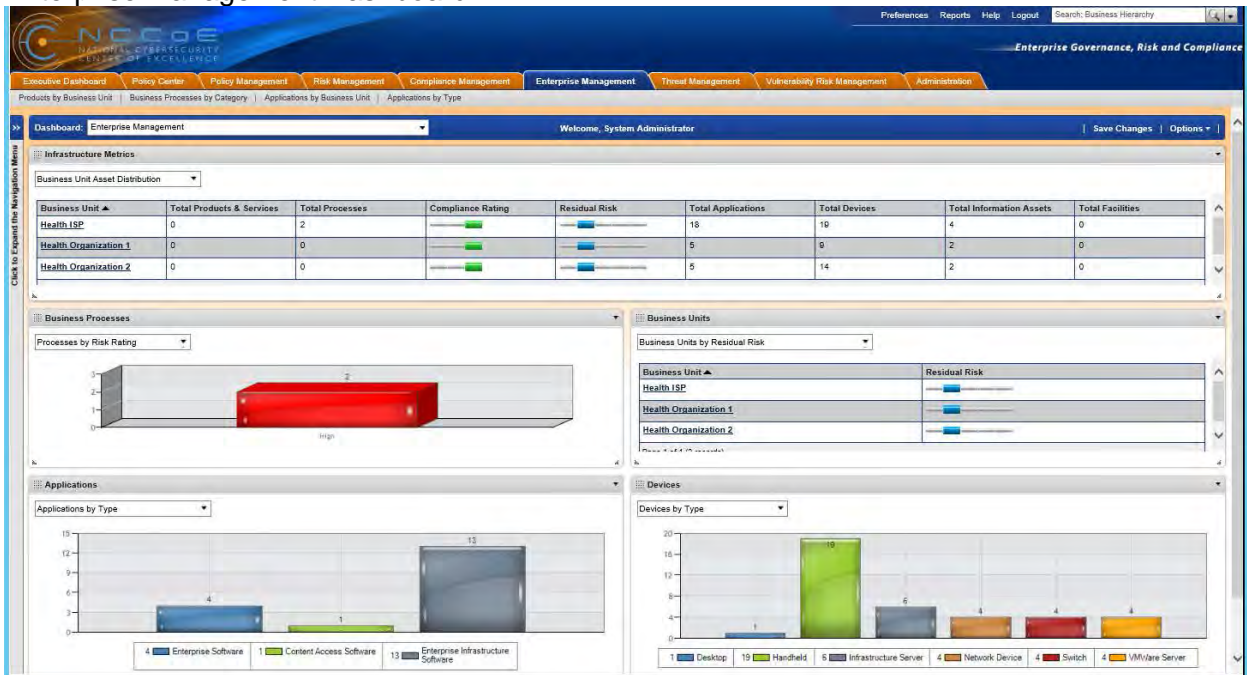 Preferences Reports Help Logout Search: Business Hierarchy
NCCoE
NATIONAL CYBERSECURITY
CENTER OF EXCELLENCE
Enterprise Governance, Risk and Compliance
Executive Dashboard Policy Center Policy Management Risk Management Compliance Management Enterprise Management Threat Management Vulnerability Risk Management Administration
Products by Business Unit | Business Processes by Category | Applications by Business Unit | Applications by Type
Click to Expand the Navigation Menu
Dashboard: Enterprise Management Welcome, System Administrator | Save Changes | Options |
Infrastructure Metrics
Business Unit Asset Distribution
Business Unit Total Products & Services Total Processes Compliance Rating Residual Risk Total Applications Total Devices Total Information Assets Total Facilities
Health ISP 0 2 18 19 4 0
Health Organization 1 0 0 5 9 2 0
Health Organization 2 0 0 5 14 2 0
Business Processes
Processes by Risk Rating
3
2
1
0
2
High
Business Units
Business Units by Residual Risk
Business Unit Residual Risk
Health ISP
Health Organization 1
Health Organization 2
Applications
Applications by Type
15
12
9
6
3
0
4
1
13
4 Enterprise Software 1 Content Access Software 13 Enterprise Infrastructure Software
Devices
Devices by Type
20
16
12
8
4
0
1
19
6
4
4
4
1 Desktop 19 Handheld 6 Infrastructure Server 4 Network Device 4 Switch 4 VMWare Server